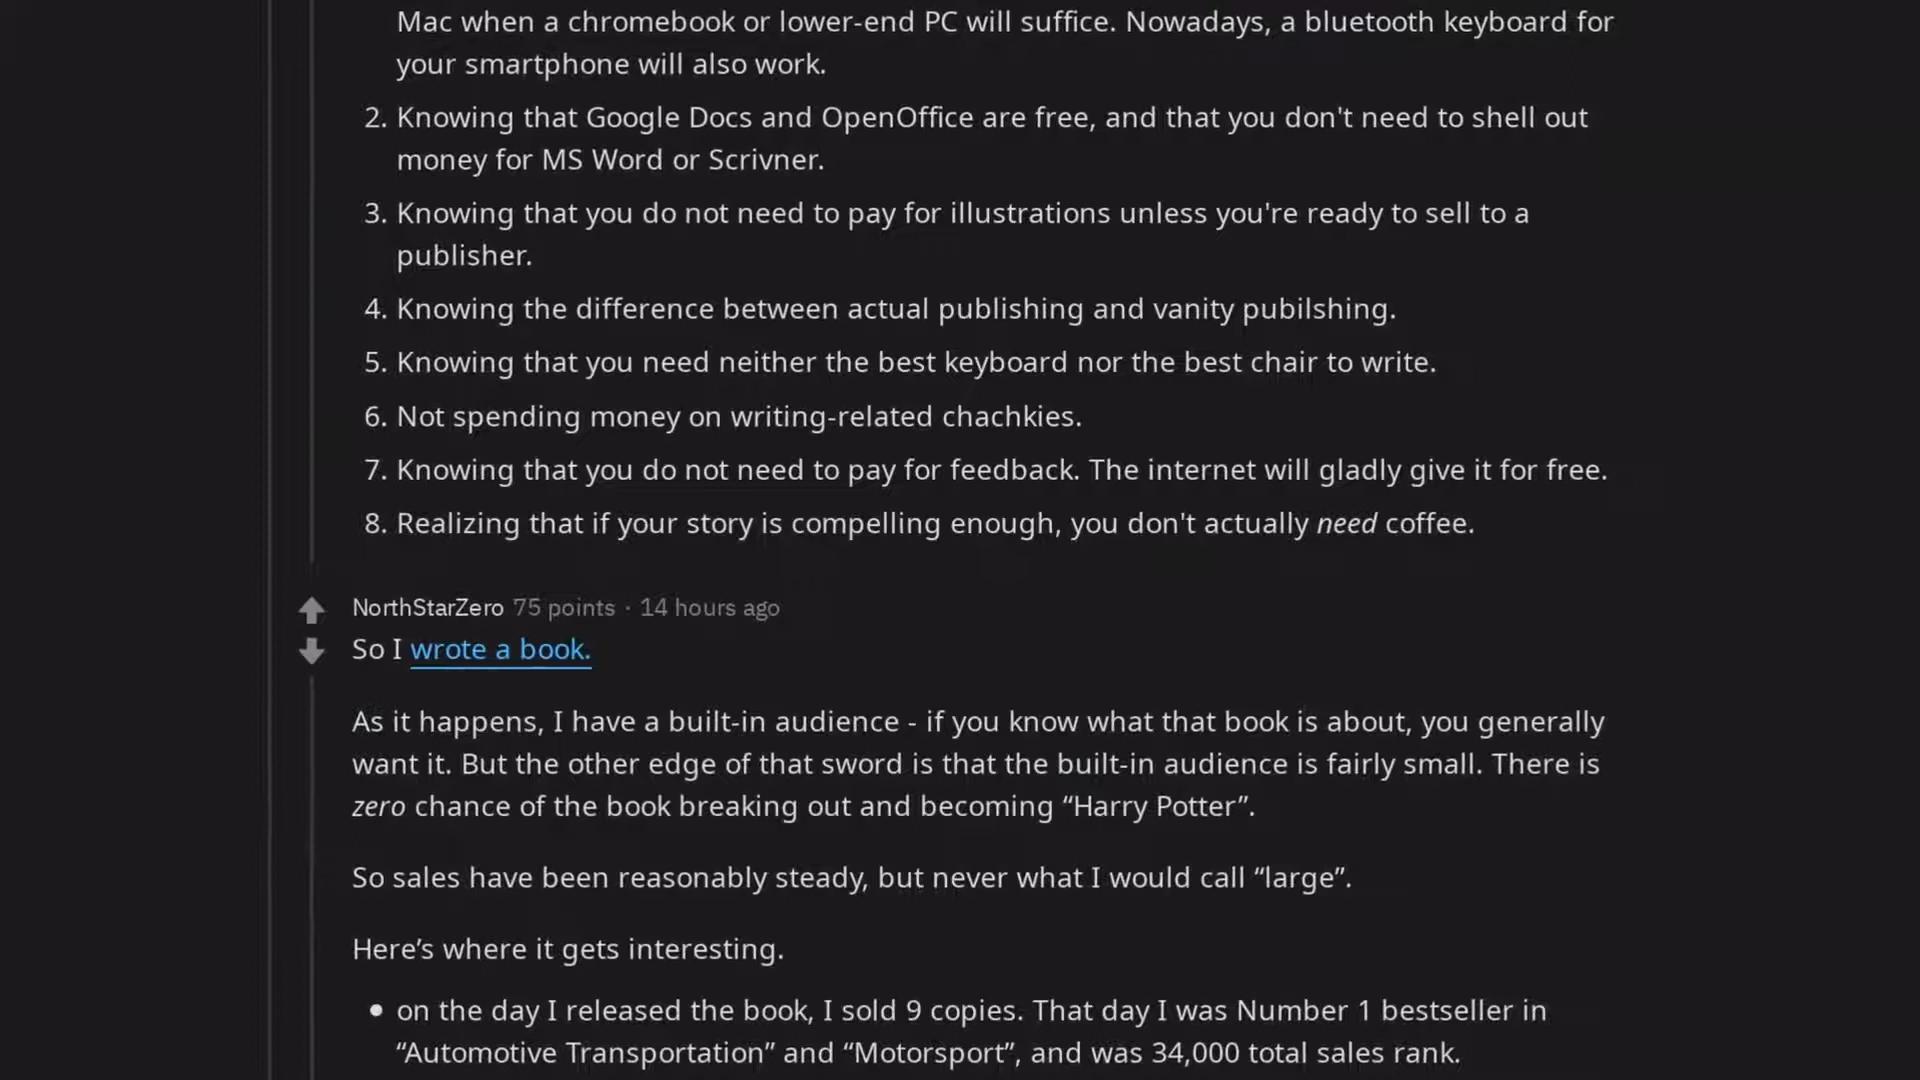 Mac when a chromebook or lower-end PC will suffice. Nowadays, a bluetooth keyboard for
your smartphone will also work.
2. Knowing that Google Docs and OpenOffice are free, and that you don't need to shell out
money for MS Word or Scrivner.
3. Knowing that you do not need to pay for illustrations unless you're ready to sell to a
publisher.
4. Knowing the difference between actual publishing and vanity pubilshing.
5. Knowing that you need neither the best keyboard nor the best chair to write.
6. Not spending money on writing-related chachkies.
7. Knowing that you do not need to pay for feedback. The internet will gladly give it for free.
8. Realizing that if your story is compelling enough, you don't actually need coffee.
NorthStarZero 75 points · 14 hours ago
So I wrote a book.
As it happens, I have a built-in audience - if you know what that book is about, you generally
want it. But the other edge of that sword is that the built-in audience is fairly small. There is
zero chance of the book breaking out and becoming “Harry Potter”.
So sales have been reasonably steady, but never what I would call “large”.
Here’s where it gets interesting.
• on the day I released the book, I sold 9 copies. That day I was Number 1 bestseller in
“Automotive Transportation” and “Motorsport”, and was 34,000 total sales rank.